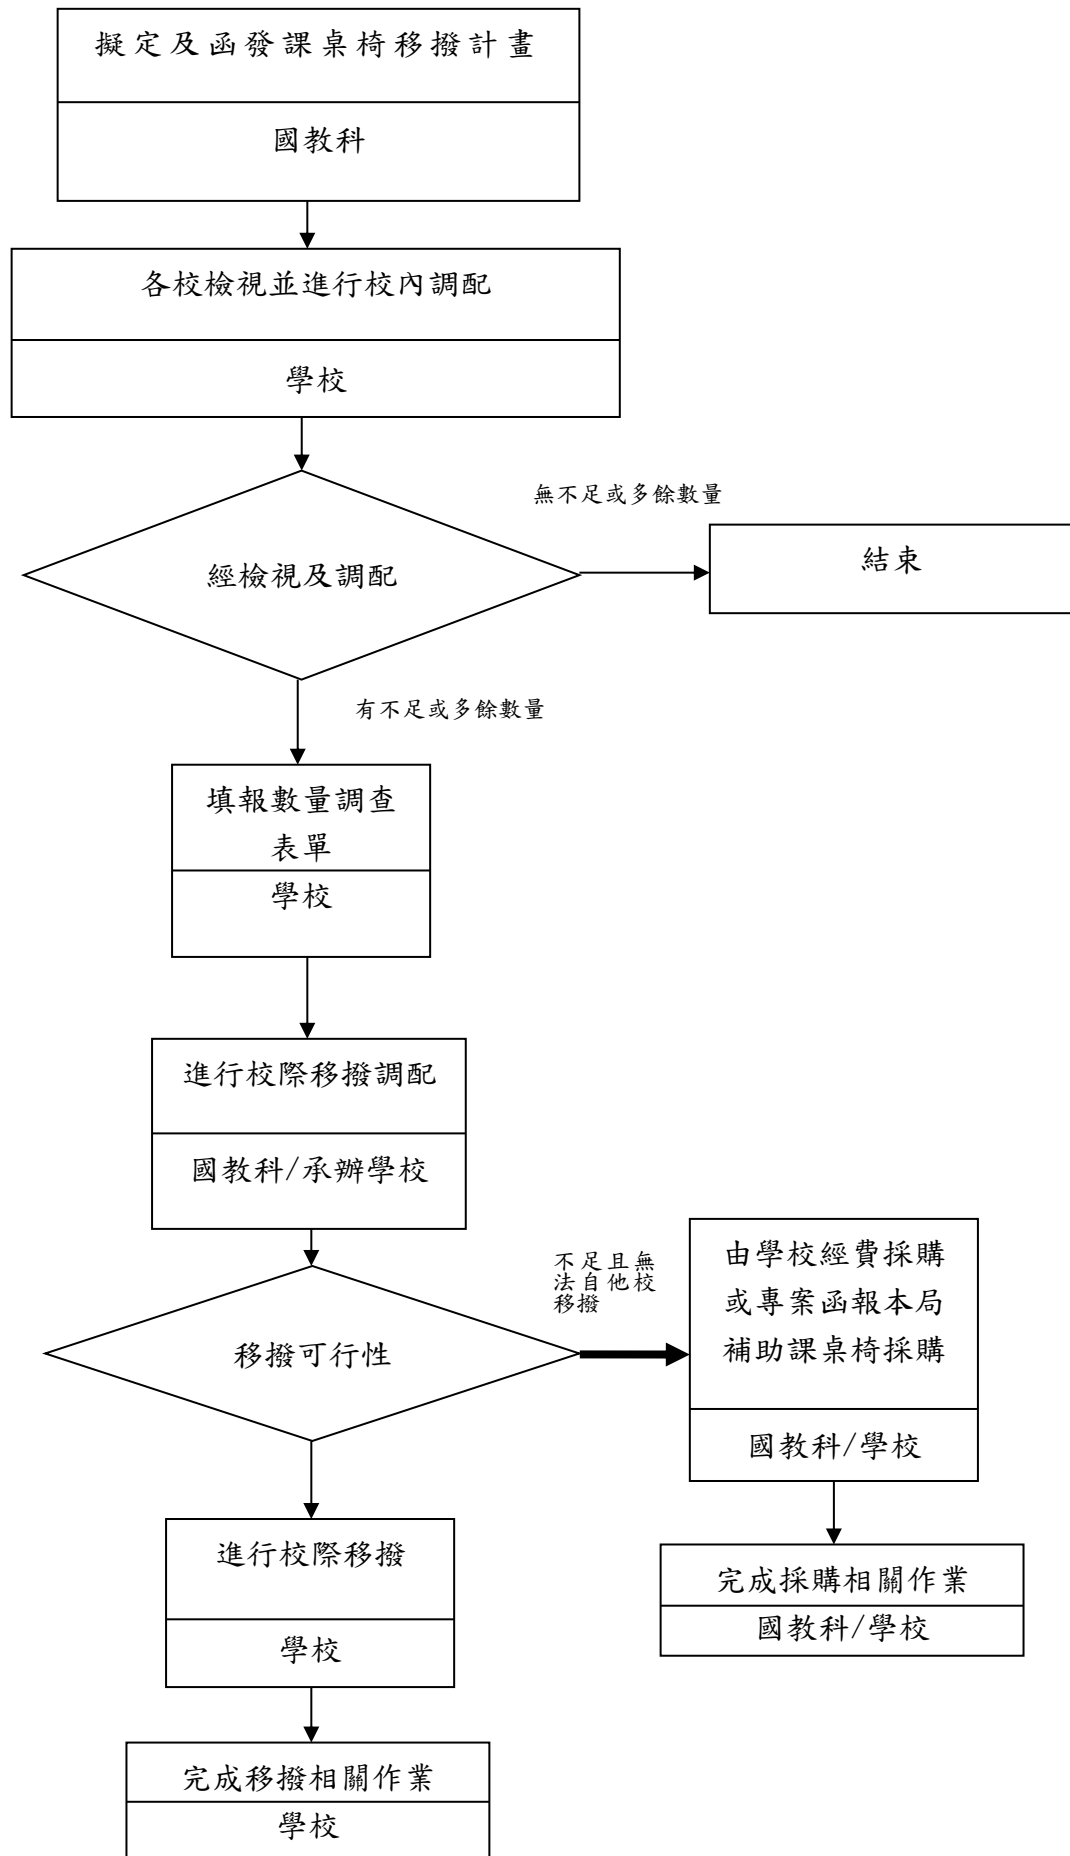 擬定及函發課桌椅移撥計畫
國教科
各校檢視並進行校內調配
學校
無不足或多餘數量
經檢視及調配
結束
有不足或多餘數量
填報數量調查
表單
學校
進行校際移撥調配
國教科/承辦學校
不足且無
法自他校
移撥
移撥可行性
由學校經費採購
或專案函報本局
補助課桌椅採購
國教科/學校
進行校際移撥
學校
完成採購相關作業
國教科/學校
完成移撥相關作業
學校